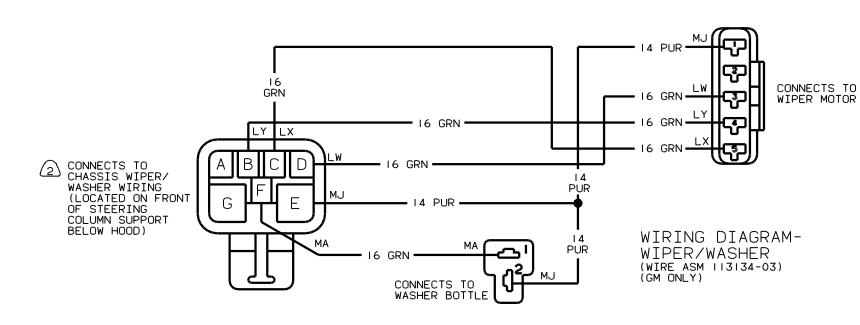 MJ
14 PUR
1
2
LW
16 GRN
3
LY
16 GRN
4
LX
16 GRN
5
CONNECTS TO
WIPER MOTOR
16
GRN
16 GRN
LY LX
2
CONNECTS TO
CHASSIS WIPER/
WASHER WIRING
(LOCATED ON FRONT
OF STEERING
COLUMN SUPPORT
BELOW HOOD)
A B C D
F
G E
LW
16 GRN
MJ
14 PUR
14
PUR
14
PUR
MA
16 GRN
MA
1
2
MJ
CONNECTS TO
WASHER BOTTLE
WIRING DIAGRAM-
WIPER/WASHER
(WIRE ASM 113134-03)
(GM ONLY)